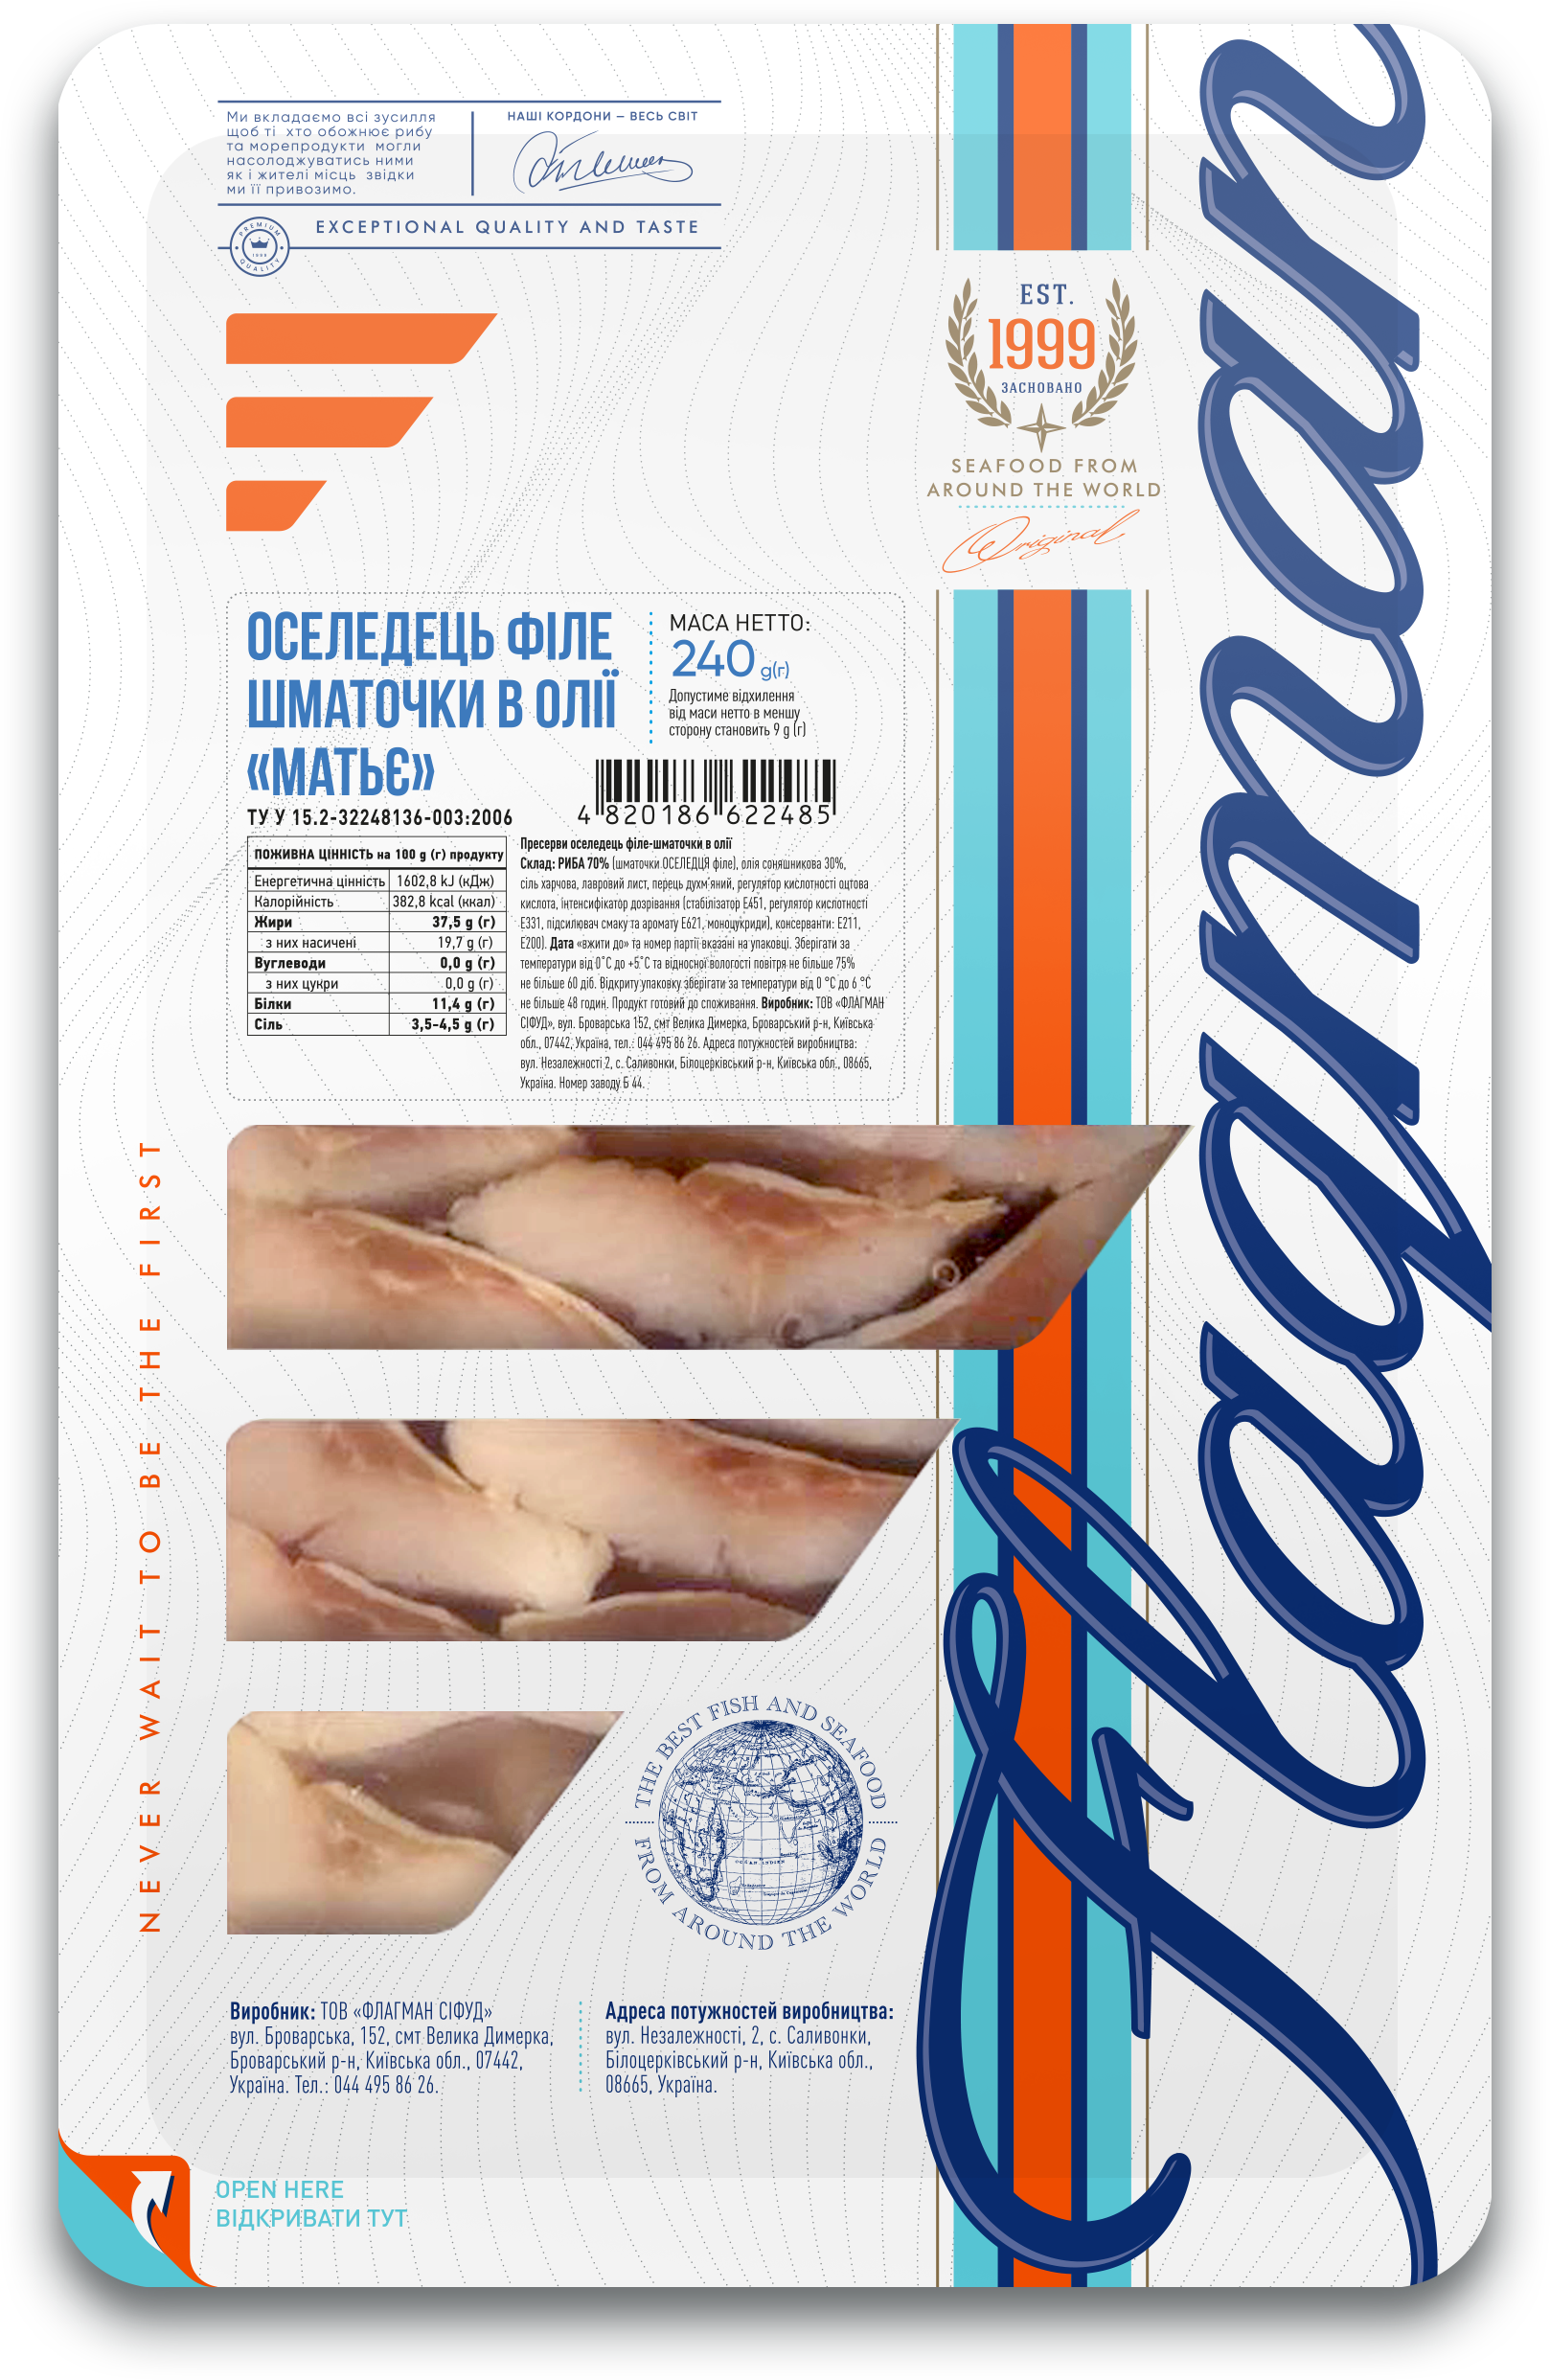 Ми вкладаємо всі зусилля
щоб ті хто обожнює рибу
та морепродукти могли
насолоджуватись ними
як і жителі місць звідки
ми її привозимо.
НАШІ КОРДОНИ – ВЕСЬ СВІТ
EXCEPTIONAL QUALITY AND TASTE
PREMIUM
QUALITY
EST.
1999
ЗАСНОВАНО
SEAFOOD FROM
AROUND THE WORLD
Original
Flagman
ОСЕЛЕДЕЦЬ ФІЛЕ
ШМАТОЧКИ В ОЛІЇ
«МАТЬЄ»
ТУ У 15.2-32248136-003:2006
МАСА НЕТТО:
240 g(г)
Допустиме відхилення
від маси нетто в меншу
сторону становить 9 g (г)
4 820186 622485
ПОЖИВНА ЦІННІСТЬ на 100 g (г) продукту
Енергетична цінність 1602,8 kJ (кДж)
Калорійність 382,8 kcal (ккал)
Жири 37,5 g (г)
з них насичені 19,7 g (г)
Вуглеводи 0,0 g (г)
з них цукри 0,0 g (г)
Білки 11,4 g (г)
Сіль 3,5-4,5 g (г)
Пресерви оселедець філе-шматочки в олії
Склад: РИБА 70% (шматочки ОСЕЛЕДЦЯ філе), олія соняшникова 30%,
сіль харчова, лавровий лист, перець духм'яний, регулятор кислотності оцтова
кислота, інтенсифікатор дозрівання (стабілізатор Е451, регулятор кислотності
Е331, підсилювач смаку та аромату Е621, моноцукриди), консерванти: Е211,
Е200). Дата «вжити до» та номер партії вказані на упаковці. Зберігати за
температури від 0˚С до +5˚С та відносної вологості повітря не більше 75%
не більше 60 діб. Відкриту упаковку зберігати за температури від 0 °С до 6 °С
не більше 48 годин. Продукт готовий до споживання. Виробник: ТОВ «ФЛАГМАН
СІФУД», вул. Броварська 152, смт Велика Димерка, Броварський р-н, Київська
обл., 07442, Україна, тел.: 044 495 86 26. Адреса потужностей виробництва:
вул. Незалежності 2, с. Саливонки, Білоцерківський р-н, Київська обл., 08665,
Україна. Номер заводу Б 44.
NEVER WAIT TO BE THE FIRST
THE BEST FISH AND SEAFOOD
FROM AROUND THE WORLD
Виробник: ТОВ «ФЛАГМАН СІФУД»
вул. Броварська, 152, смт Велика Димерка,
Броварський р-н, Київська обл., 07442,
Україна. Тел.: 044 495 86 26.
Адреса потужностей виробництва:
вул. Незалежності, 2, с. Саливонки,
Білоцерківський р-н, Київська обл.,
08665, Україна.
OPEN HERE
ВІДКРИВАТИ ТУТ